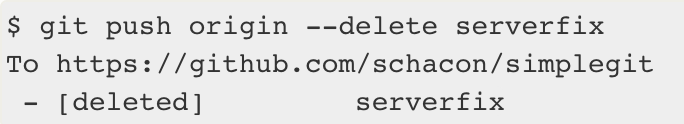 $ git push origin --delete serverfix
To https://github.com/schacon/simplegit
 - [deleted]         serverfix